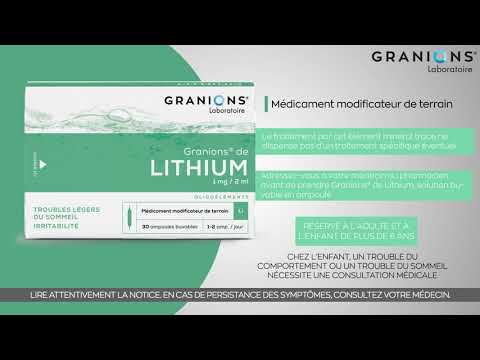 GRANIONS®
Laboratoire
GRANIONS®
Laboratoire
Granions® de
LITHIUM
1 mg / 2 ml
OLIGOÉLÉMENTS
TROUBLES LÉGERS
DU SOMMEIL
IRRITABILITÉ
Médicament modificateur de terrain
Li
30 ampoules buvables
1-2 amp. / jour
Médicament modificateur de terrain
Le traitement par cet élément minéral trace ne
dispense pas d'un traitement spécifique éventuel
Adressez-vous à votre médecin ou pharmacien
avant de prendre Granions® de Lithium, solution bu-
vable en ampoule
RÉSERVÉ À L'ADULTE ET À
L'ENFANT DE PLUS DE 6 ANS
CHEZ L'ENFANT, UN TROUBLE DU
COMPORTEMENT OU UN TROUBLE DU SOMMEIL
NÉCESSITE UNE CONSULTATION MÉDICALE
LIRE ATTENTIVEMENT LA NOTICE. EN CAS DE PERSISTANCE DES SYMPTÔMES, CONSULTEZ VOTRE MÉDECIN.